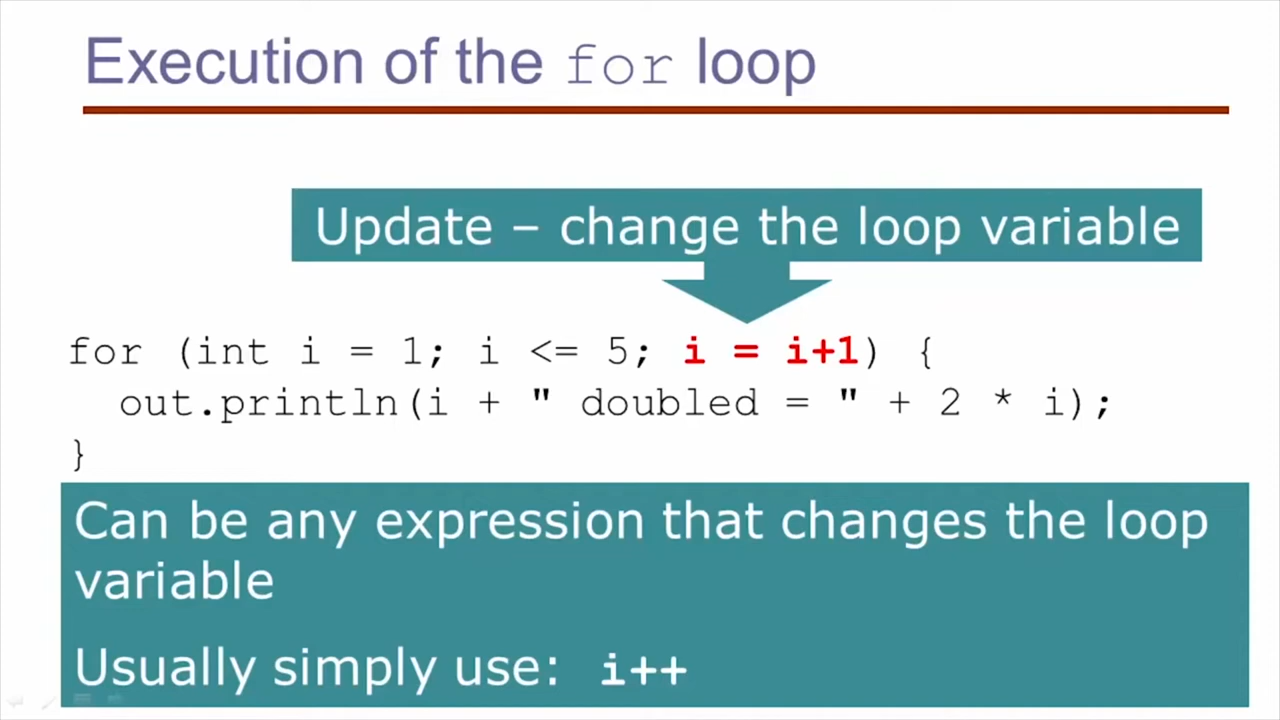 Execution of the for loop
Update – change the loop variable
for (int i = 1; i <= 5; i = i+1) {
  out.println(i + " doubled = " + 2 * i);
}
Can be any expression that changes the loop
variable
Usually simply use: i++